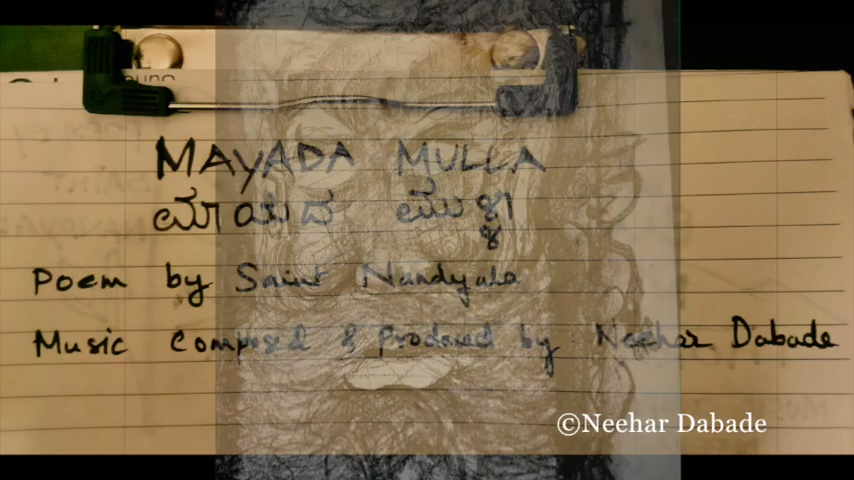 MAYADA MULLA
ಮಾಯದ ಮುಳ್ಳಾ
Poem by Saint Nandyala
Music Composed & Produced by Neehar Dabade
©Neehar Dabade